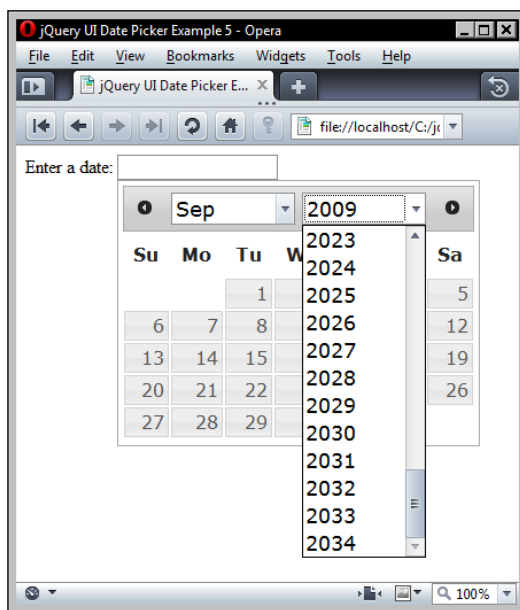 jQuery UI Date Picker Example 5 - Opera
File Edit View Bookmarks Widgets Tools Help
jQuery UI Date Picker E...
file://localhost/C:/jq
Enter a date:
Sep 2009
Su Mo Tu W Sa
1 5
6 7 8 12
13 14 15 19
20 21 22 26
27 28 29
2023
2024
2025
2026
2027
2028
2029
2030
2031
2032
2033
2034
100%